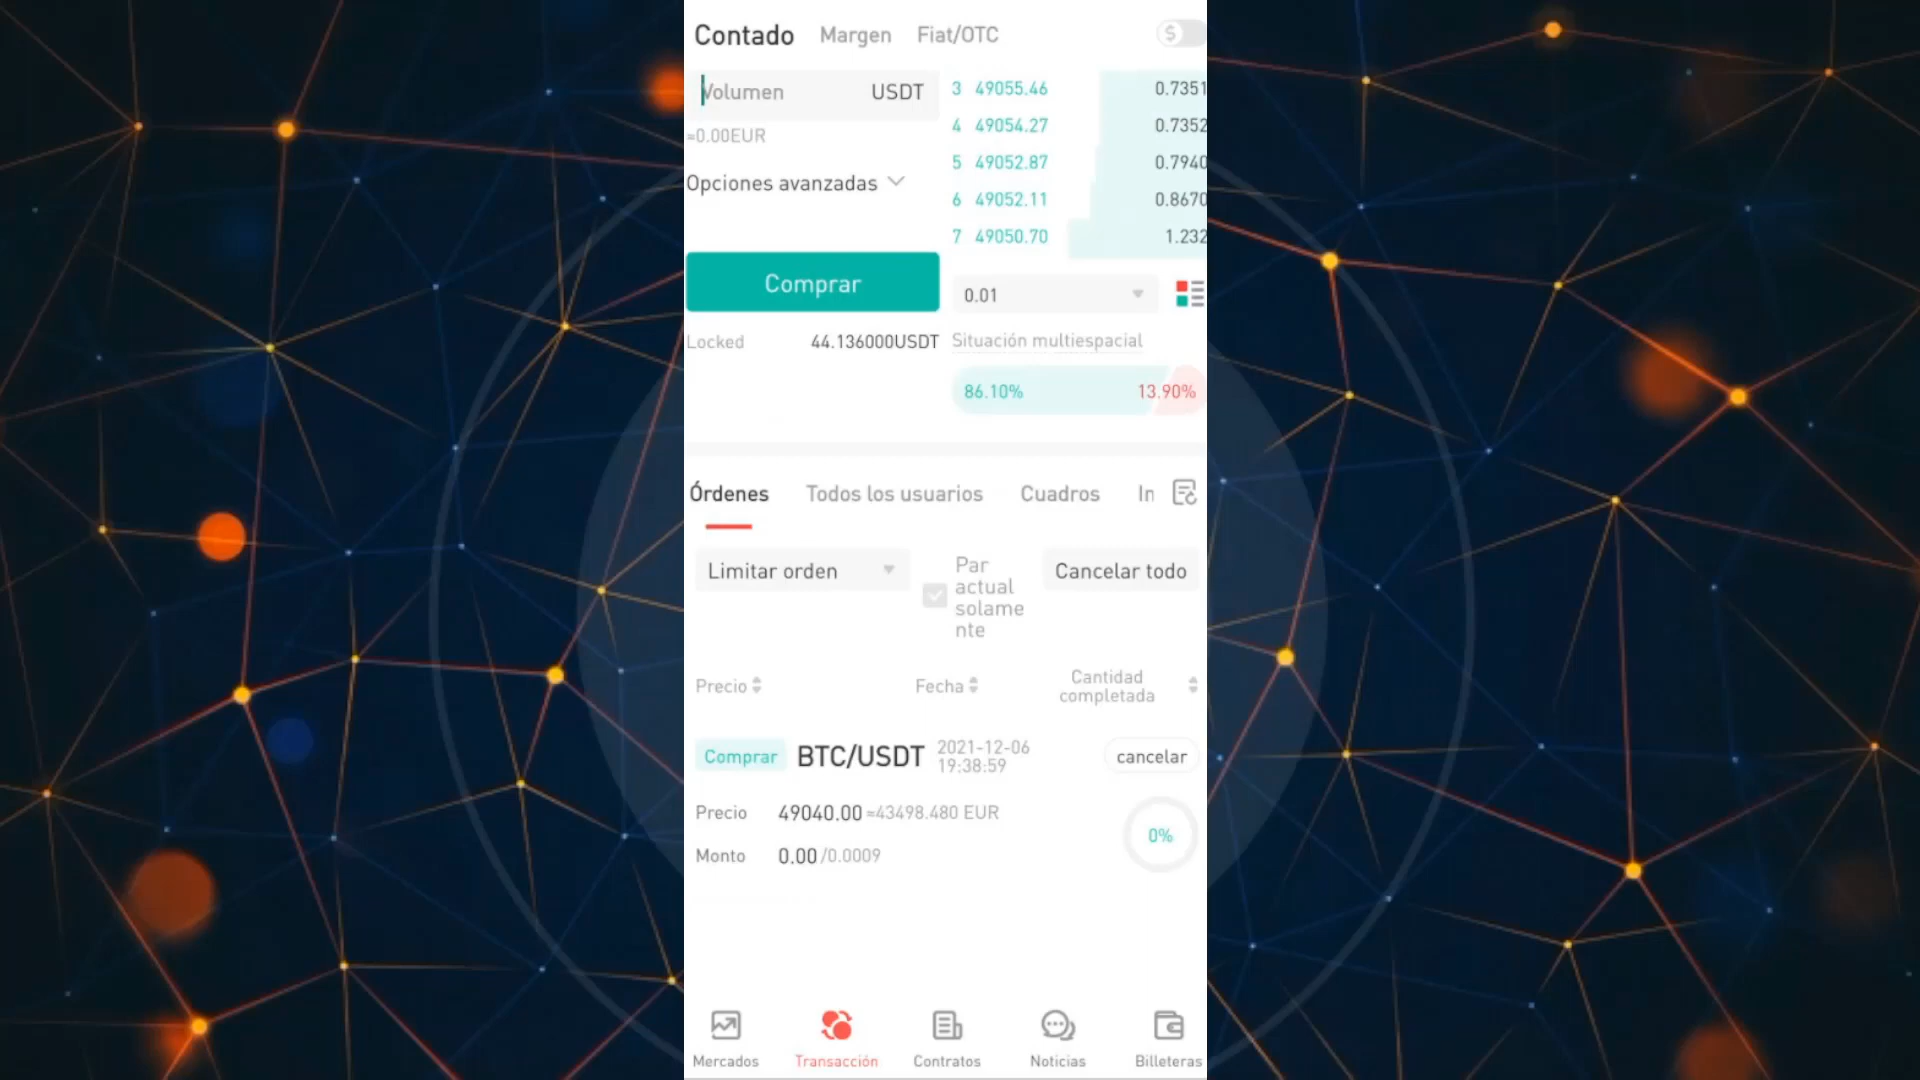 Contado Margen Fiat/OTC $
Volumen USDT
≈0.00EUR
Opciones avanzadas
Comprar
Locked 44.136000USDT
3 49055.46 0.7351
4 49054.27 0.7352
5 49052.87 0.7940
6 49052.11 0.8670
7 49050.70 1.232
0.01
Situación multiespacial
86.10% 13.90%
Órdenes Todos los usuarios Cuadros In
Limitar orden
Par
actual
solame
nte
Cancelar todo
Precio Fecha
Cantidad
completada
Comprar BTC/USDT
2021-12-06
19:38:59
cancelar
Precio 49040.00 ≈43498.480 EUR
Monto 0.00 /0.0009
0%
Mercados Transacción Contratos Noticias Billeteras